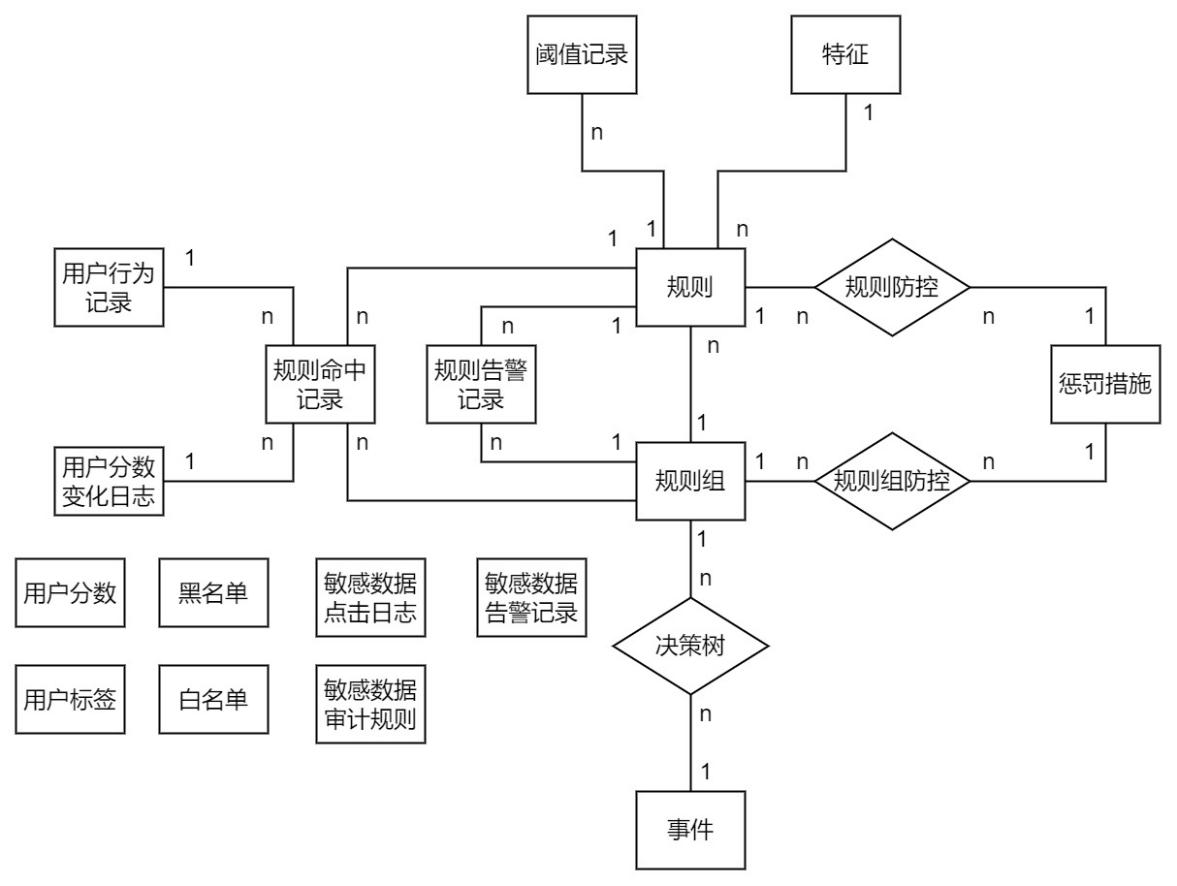 阈值记录
特征
n
1
1
1
n
用户行为
记录
1
规则
规则防控
n
n
n
1
1
n
n
1
规则命中
记录
规则告警
记录
n
惩罚措施
用户分数
变化日志
1
n
n
n
1
1
规则组
1
n
规则组防控
n
1
1
n
用户分数
黑名单
敏感数据
点击日志
敏感数据
告警记录
决策树
用户标签
白名单
敏感数据
审计规则
n
1
事件